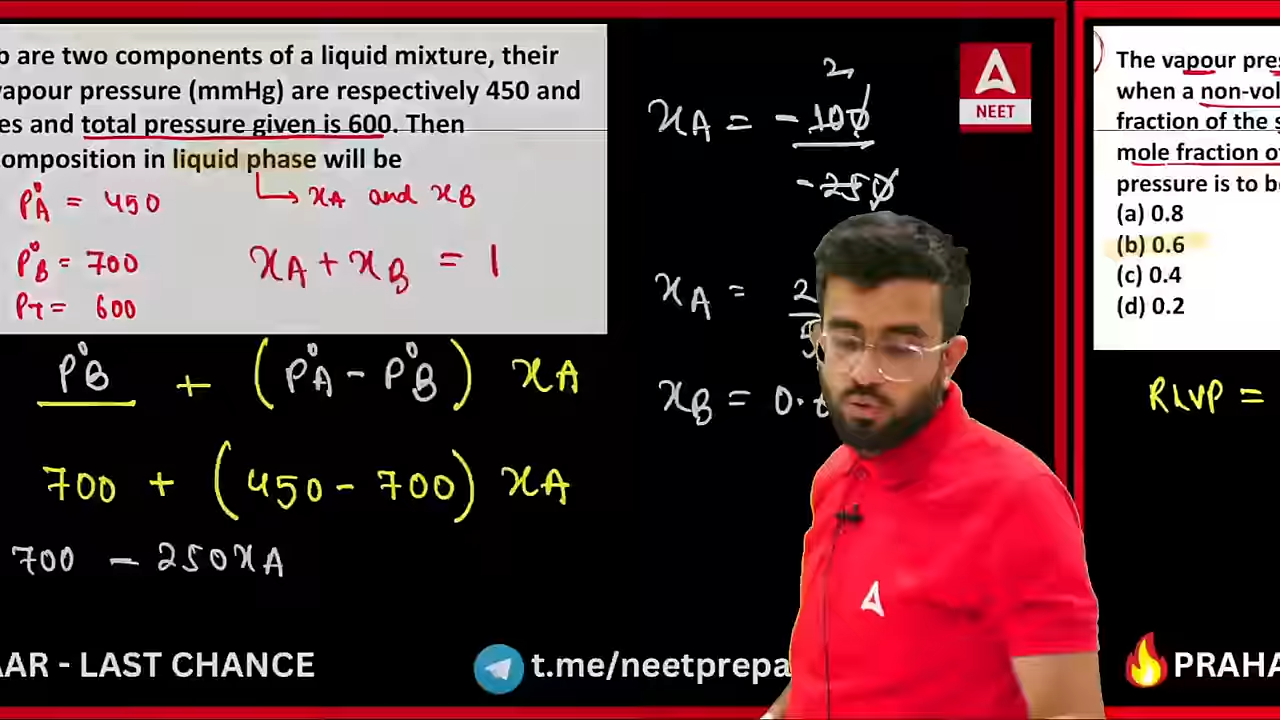 b are two components of a liquid mixture, their
vapour pressure (mmHg) are respectively 450 and
es and total pressure given is 600. Then
omposition in liquid phase will be
P°A = 450
→ xA and xB
P°B = 700
xA + xB = 1
PT = 600
P°B + (P°A - P°B) xA
700 + (450 - 700) xA
700 - 250xA
2
xA = -100
-250
xA = 2
5
xB = 0.
A
NEET
The vapour pres
when a non-vol
fraction of the s
mole fraction o
pressure is to b
(a) 0.8
(b) 0.6
(c) 0.4
(d) 0.2
RLVP =
A
AAR - LAST CHANCE
t.me/neetprepa
PRAHA